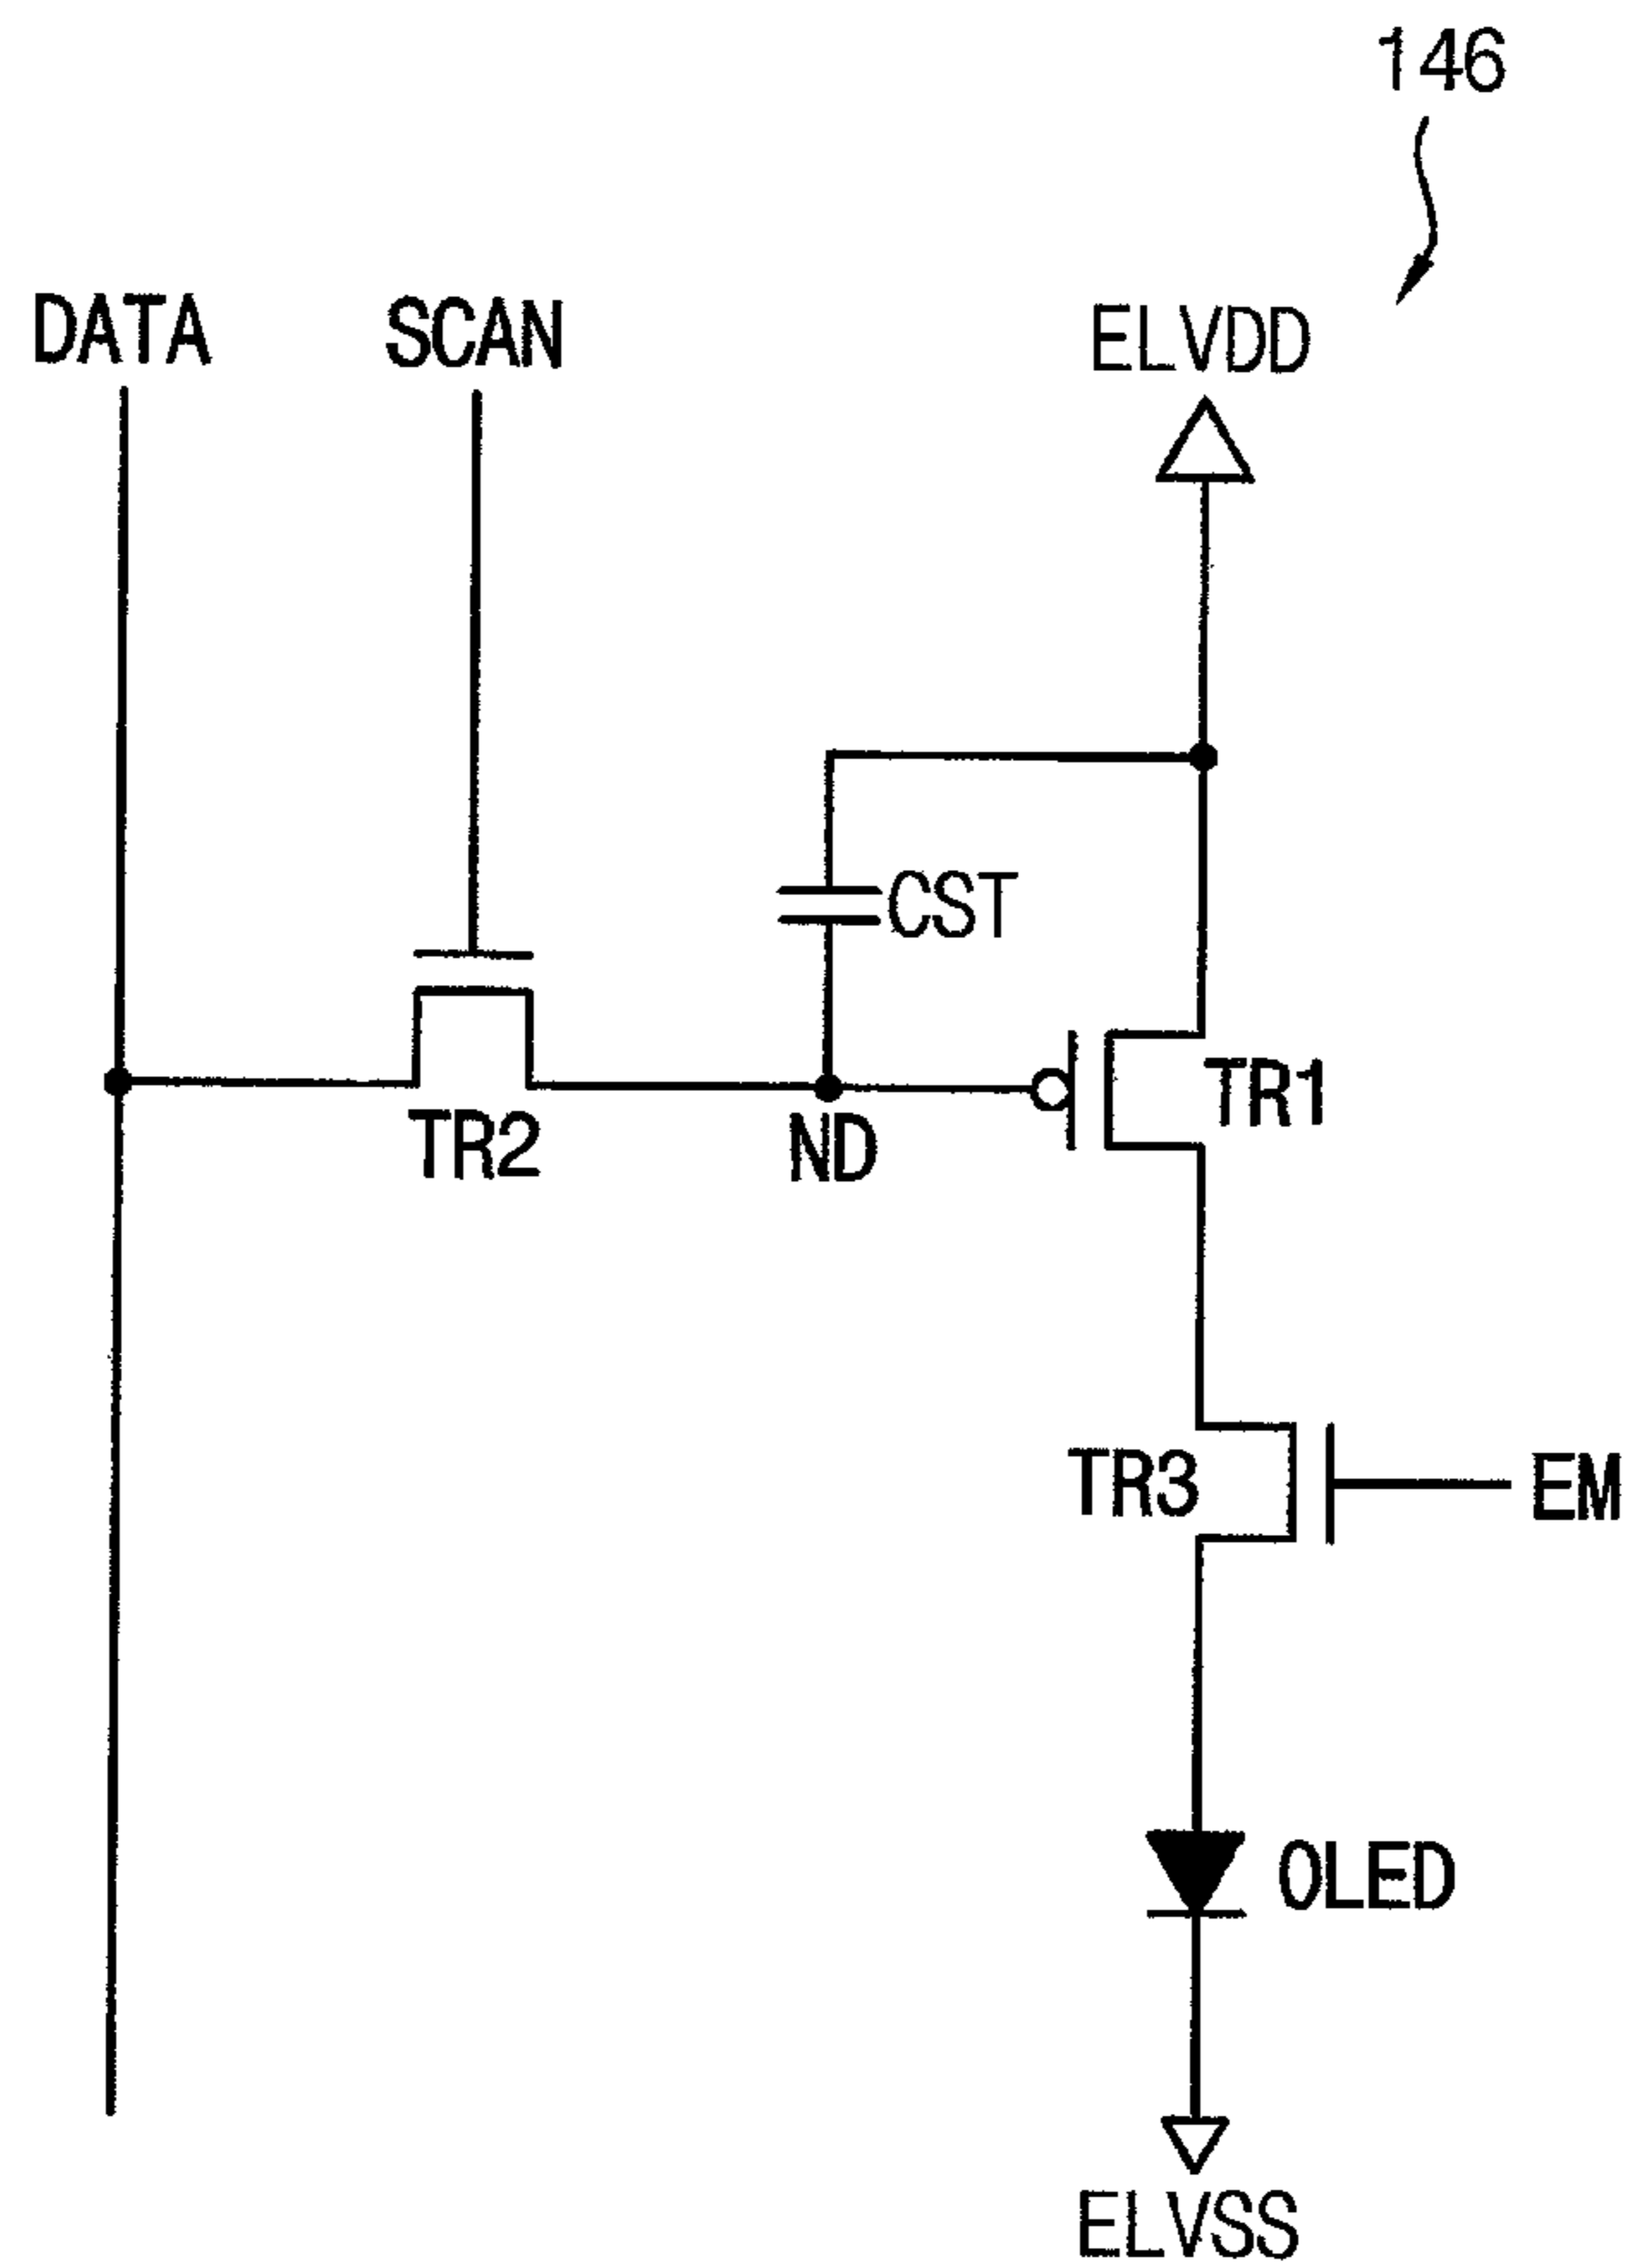 146
DATA
SCAN
ELVDD
CST
TR1
TR2
ND
TR3
EM
OLED
ELVSS